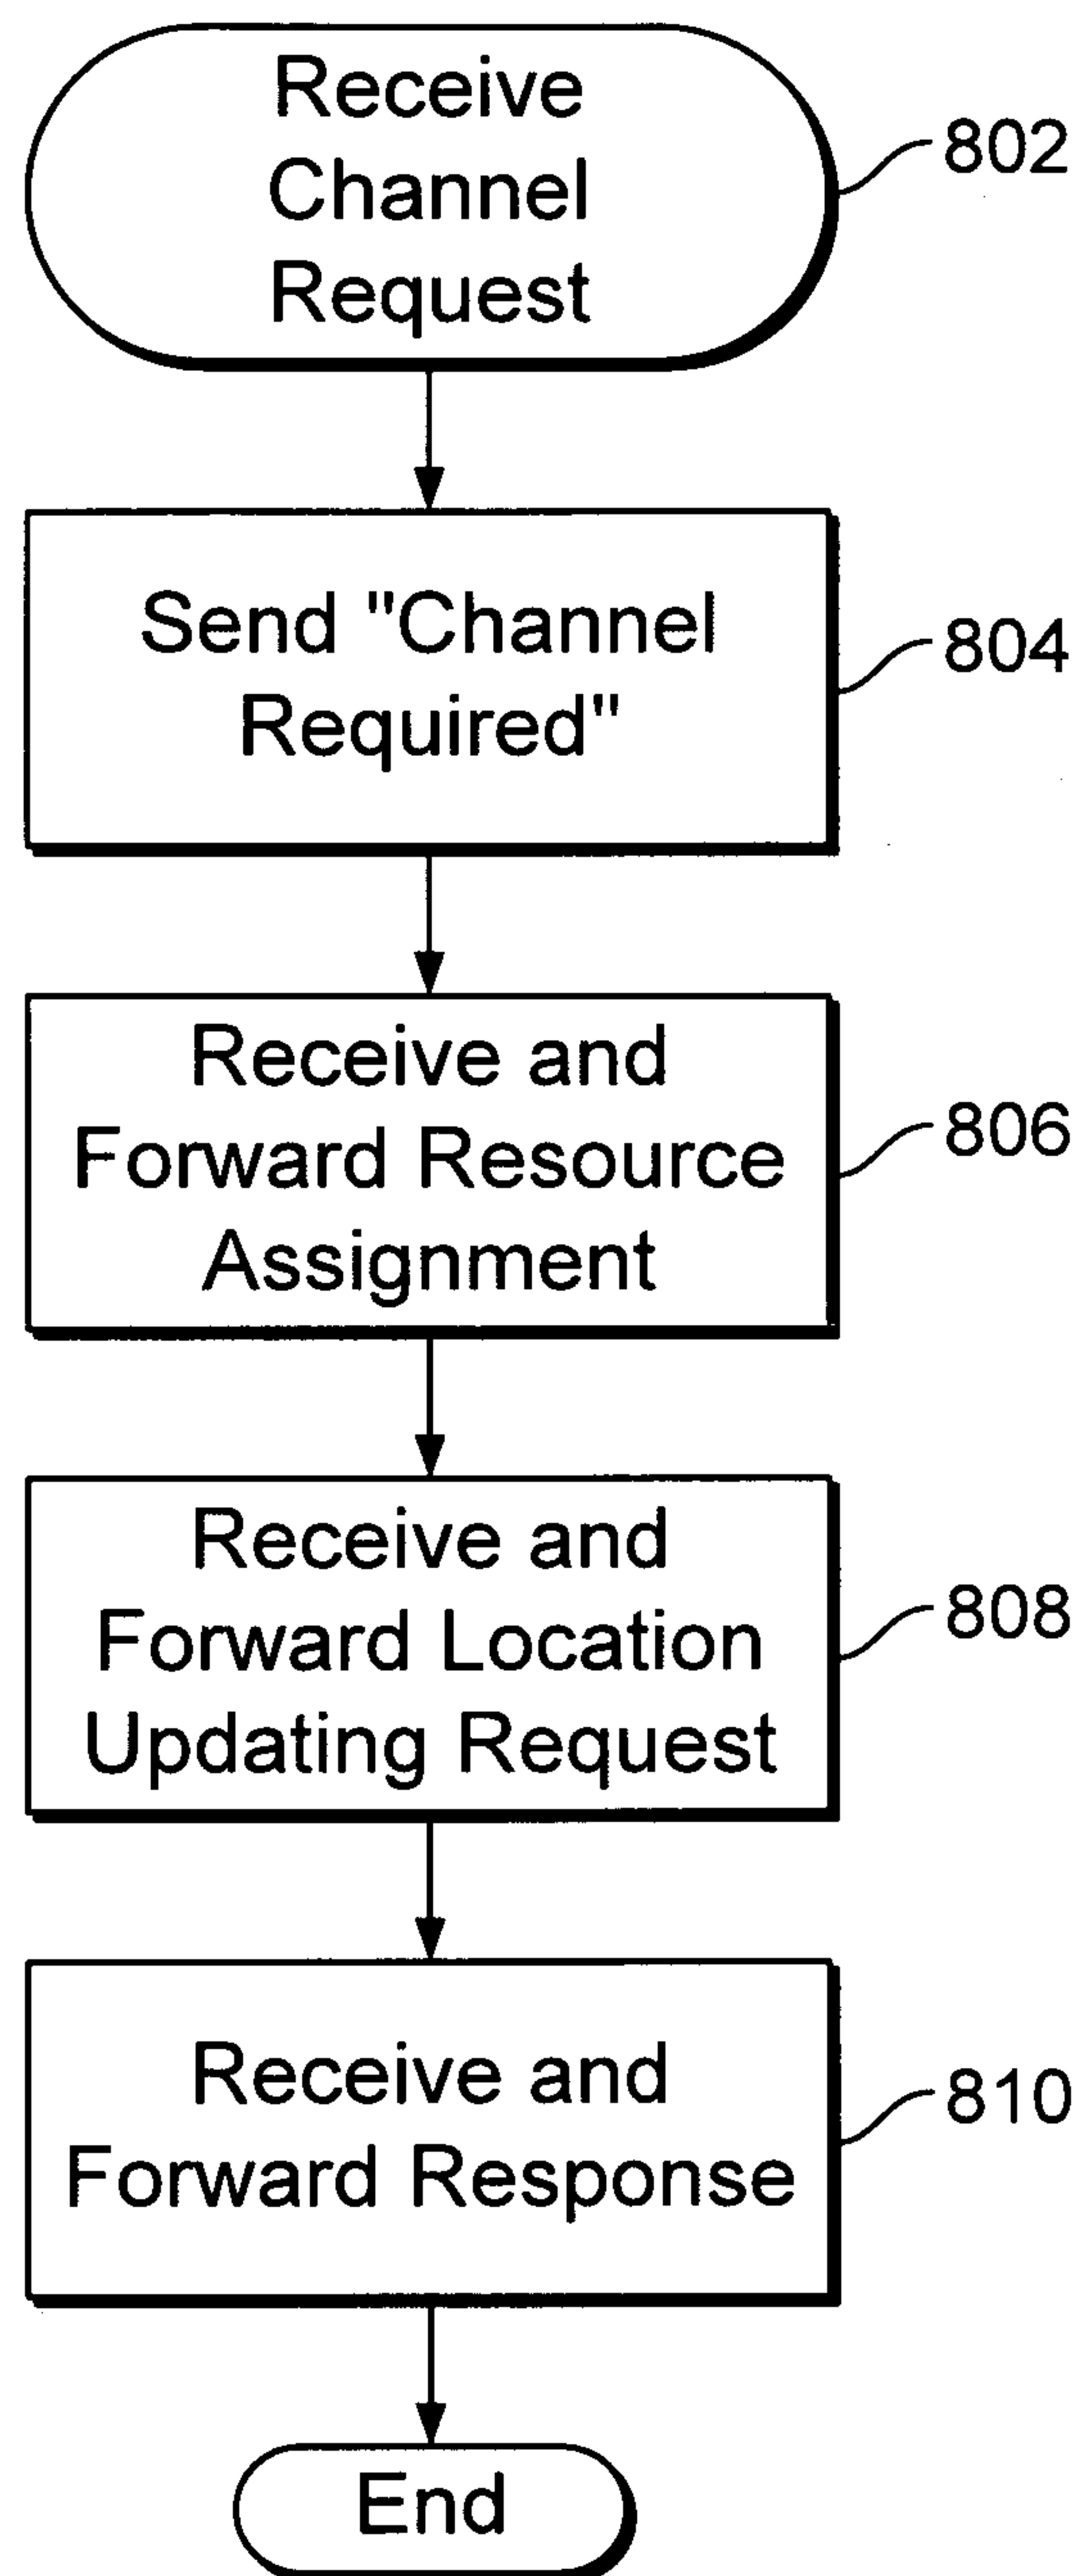 Receive
Channel
Request
802
Send "Channel
Required"
804
Receive and
Forward Resource
Assignment
806
Receive and
Forward Location
Updating Request
808
Receive and
Forward Response
810
End